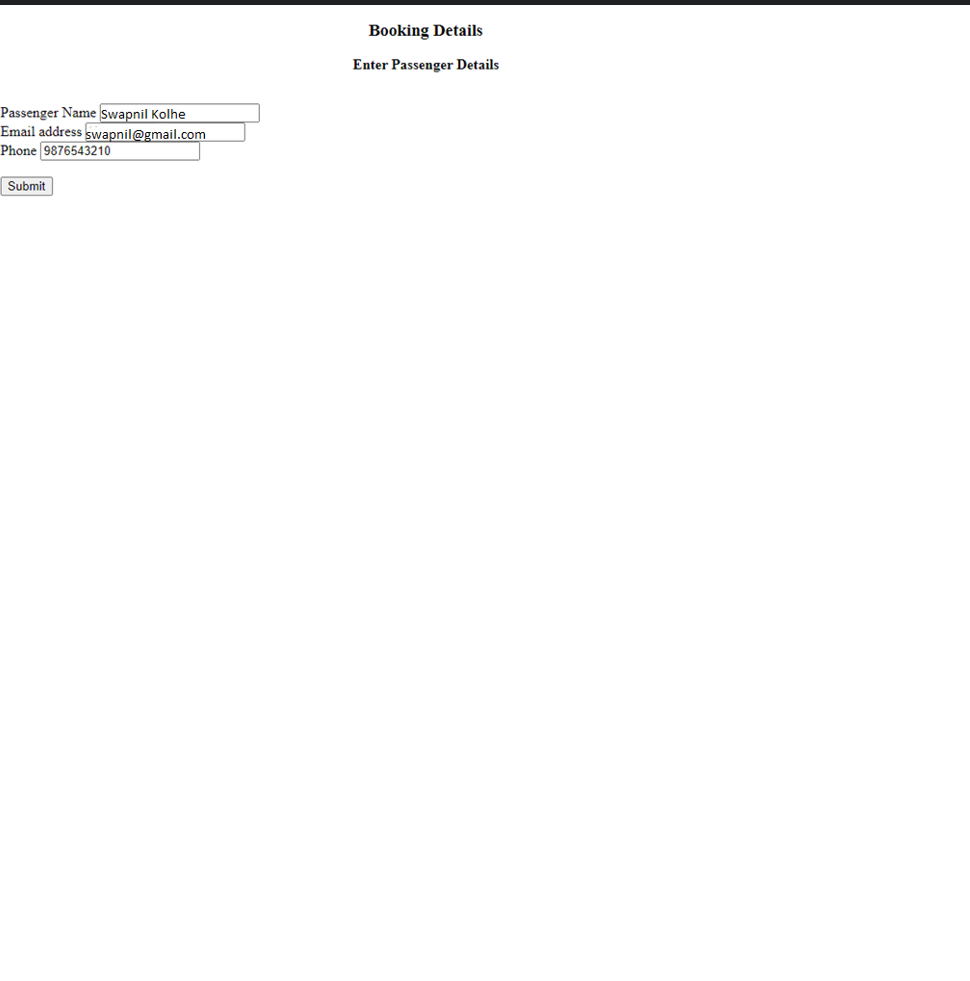 Booking Details
Enter Passenger Details
Passenger Name Swapnil Kolhe
Email address swapnil@gmail.com
Phone 9876543210
Submit